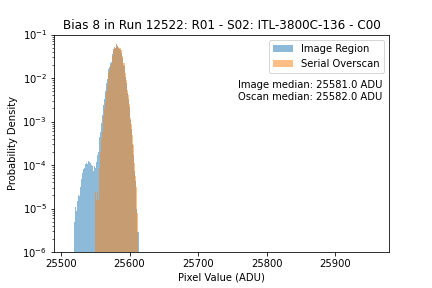 Bias 8 in Run 12522: R01 - S02: ITL-3800C-136 - C00
Image Region
Serial Overscan
Image median: 25581.0 ADU
Oscan median: 25582.0 ADU
Probability Density
10⁻¹
10⁻²
10⁻³
10⁻⁴
10⁻⁵
10⁻⁶
25500 25600 25700 25800 25900
Pixel Value (ADU)